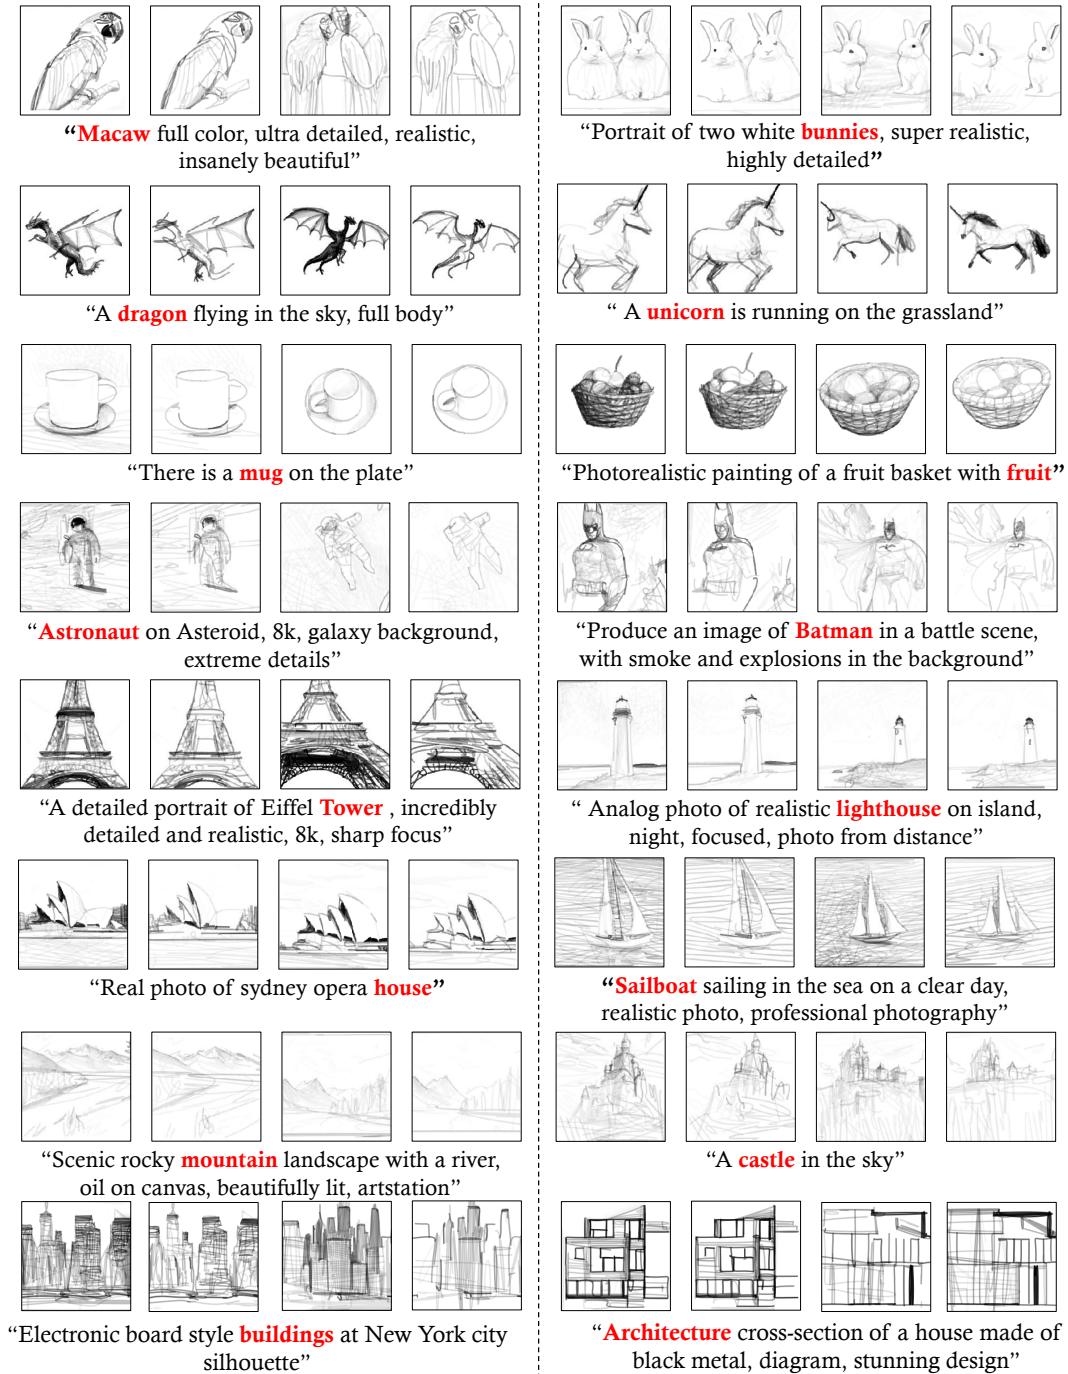 “Macaw full color, ultra detailed, realistic,
insanely beautiful”
“Portrait of two white bunnies, super realistic,
highly detailed”
“A dragon flying in the sky, full body”
“ A unicorn is running on the grassland”
“There is a mug on the plate”
“Photorealistic painting of a fruit basket with fruit”
“Astronaut on Asteroid, 8k, galaxy background,
extreme details”
“Produce an image of Batman in a battle scene,
with smoke and explosions in the background”
“A detailed portrait of Eiffel Tower , incredibly
detailed and realistic, 8k, sharp focus”
“ Analog photo of realistic lighthouse on island,
night, focused, photo from distance”
“Real photo of sydney opera house”
“Sailboat sailing in the sea on a clear day,
realistic photo, professional photography”
“Scenic rocky mountain landscape with a river,
oil on canvas, beautifully lit, artstation”
“A castle in the sky”
“Electronic board style buildings at New York city
silhouette”
“Architecture cross-section of a house made of
black metal, diagram, stunning design”